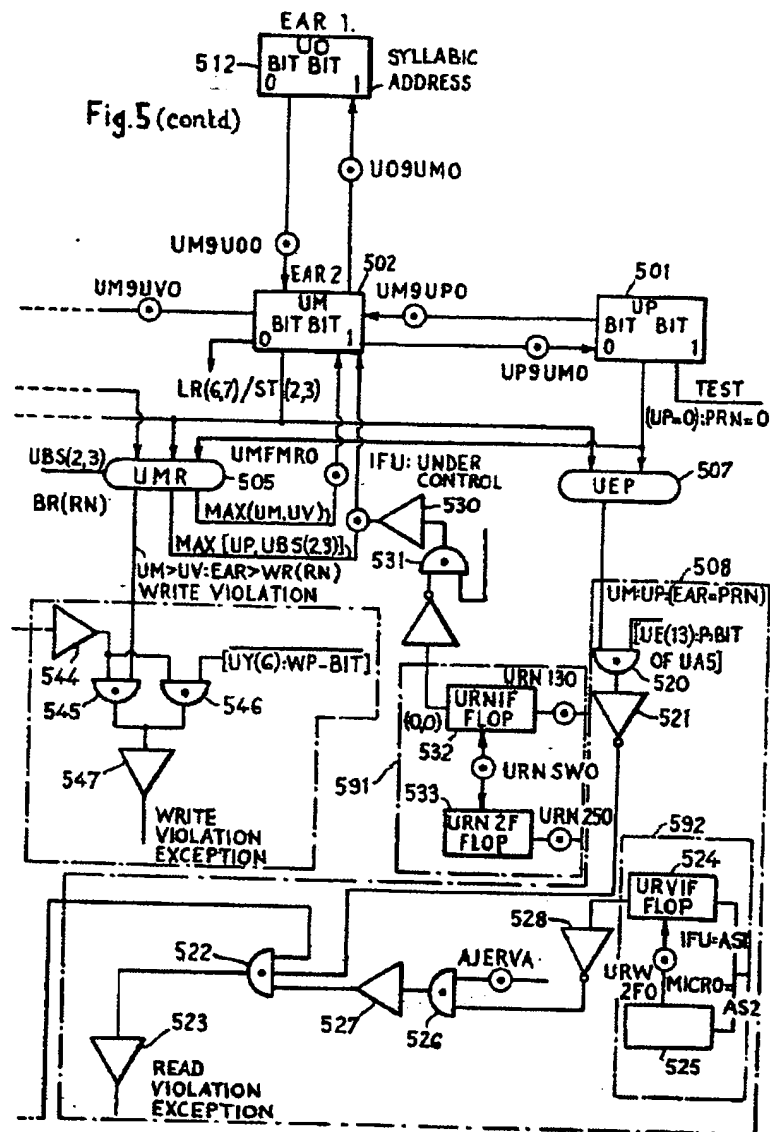 EAR 1.
512
UO
BIT BIT
0 1
SYLLABIC
ADDRESS
Fig.5 (contd)
UO9UMO
UM9UOO
EAR 2
502
UM9UVO
UM
BIT BIT
0 1
UM9UPO
501
UP
BIT BIT
0 1
UP9UMO
LR(6,7)/ST(2,3)
TEST
(UP=0):PRN=0
UBS(2,3)
UMR
505
UMFMRO
IFU: UNDER
CONTROL
530
UEP
507
BR(RN)
MAX(UM,UV)
MAX[UP,UBS(2,3)]
531
UM>UV:EAR>WR(RN)
WRITE VIOLATION
508
UM:UP:(EAR=PRN)
[UE(13):P-BIT
OF UAS]
520
521
544
[UY(6):WP-BIT]
545
546
547
WRITE
VIOLATION
EXCEPTION
URN 130
(0,0)
URN1F
FLOP
532
591
URN SWO
533
URN 2F
FLOP
URN 250
592
524
URV1F
FLOP
528
IFU=AS1
URW
2FO
MICRO=
AS2
525
522
AJERVA
527
526
523
READ
VIOLATION
EXCEPTION